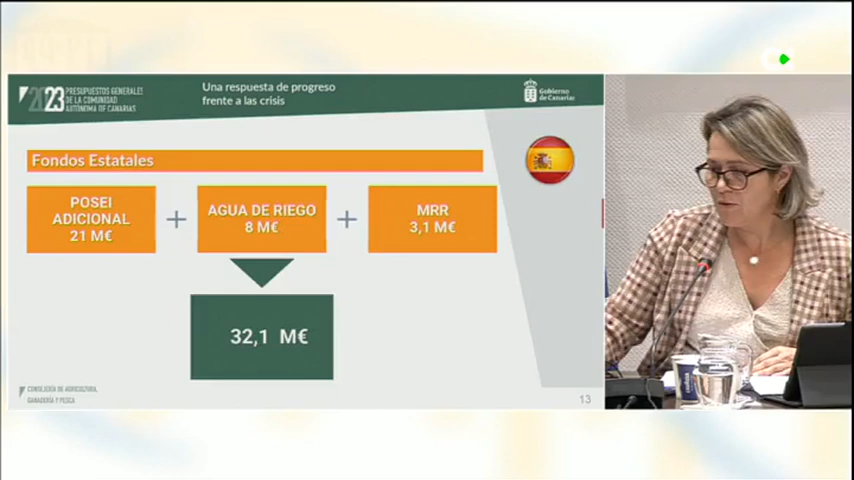 2023 PRESUPUESTOS GENERALES
DE LA COMUNIDAD
AUTÓNOMA DE CANARIAS
Una respuesta de progreso
frente a las crisis
Gobierno
de Canarias
Fondos Estatales
POSEI
ADICIONAL
21 M€
+
AGUA DE RIEGO
8 M€
+
MRR
3,1 M€
32,1 M€
CONSEJERÍA DE AGRICULTURA,
GANADERÍA Y PESCA
13